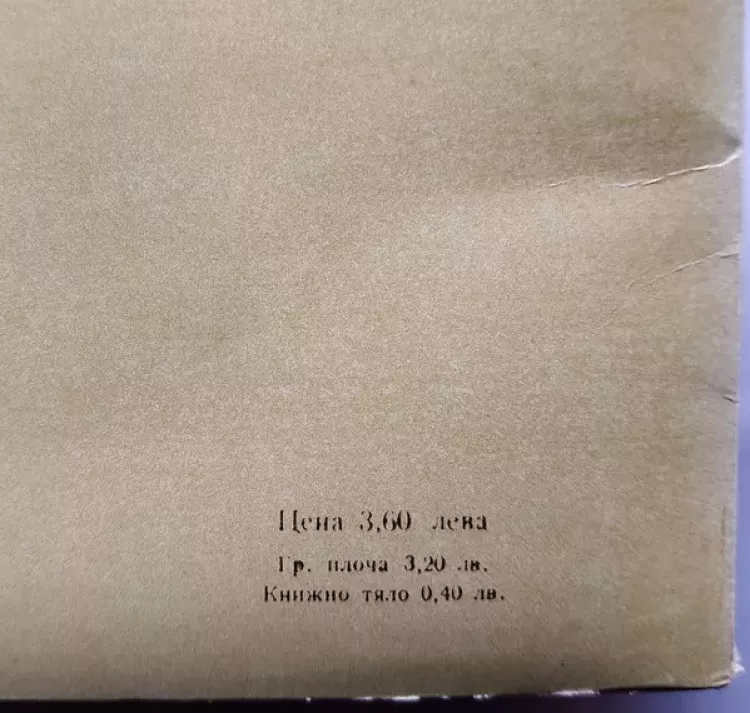 Цена 3,60 лева
Гр. плоча 3,20 лв.
Книжно тяло 0,40 лв.